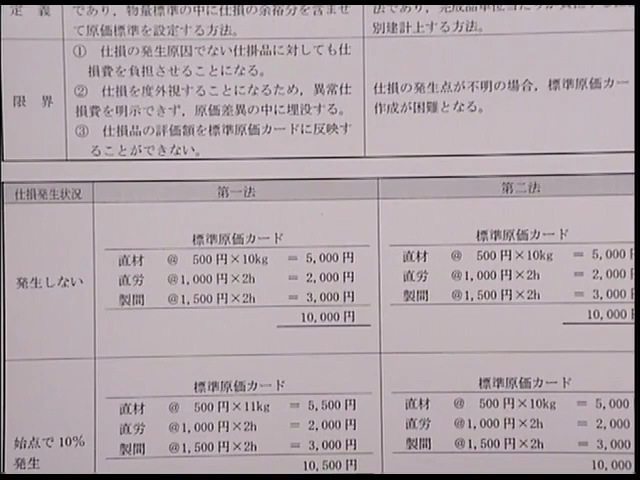 定　義
であり，物量標準の中に仕損の余裕分を含ませ
て原価標準を設定する方法。
別建計上する方法。
限　界
①　仕損の発生原因でない仕掛品に対しても仕
損費を負担させることになる。
②　仕損を度外視することになるため，異常仕
損費を明示できず，原価差異の中に埋没する。
③　仕損品の評価額を標準原価カードに反映す
ることができない。
仕損の発生点が不明の場合，標準原価カー
作成が困難となる。
仕損発生状況
第一法
第二法
発生しない
標準原価カード
直材　@　500円×10kg　＝　5,000円
直労　@1,000円×2h　＝　2,000円
製間　@1,500円×2h　＝　3,000円
10,000円
標準原価カード
直材　@　500円×10kg　＝　5,000
直労　@1,000円×2h　＝　2,000
製間　@1,500円×2h　＝　3,000
10,000
始点で10%
発生
標準原価カード
直材　@　500円×11kg　＝　5,500円
直労　@1,000円×2h　＝　2,000円
製間　@1,500円×2h　＝　3,000円
10,500円
標準原価カード
直材　@　500円×10kg　＝　5,000
直労　@1,000円×2h　＝　2,000
製間　@1,500円×2h　＝　3,000
10,000